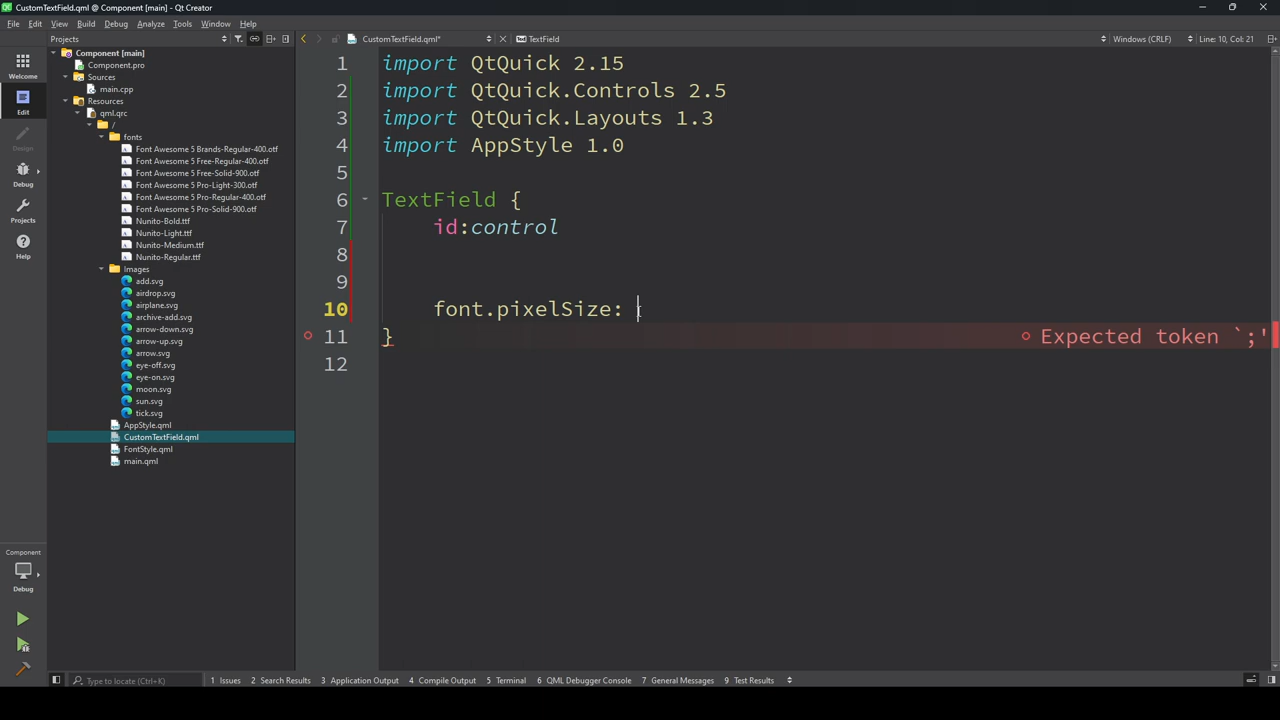 CustomTextField.qml @ Component [main] - Qt Creator
File Edit View Build Debug Analyze Tools Window Help
Projects
CustomTextField.qml*
TextField
Windows (CRLF)
Line: 10, Col: 21
Welcome
Edit
Design
Debug
Projects
Help
Component
Debug
Component [main]
Component.pro
Sources
main.cpp
Resources
qml.qrc
/
fonts
Font Awesome 5 Brands-Regular-400.otf
Font Awesome 5 Free-Regular-400.otf
Font Awesome 5 Free-Solid-900.otf
Font Awesome 5 Pro-Light-300.otf
Font Awesome 5 Pro-Regular-400.otf
Font Awesome 5 Pro-Solid-900.otf
Nunito-Bold.ttf
Nunito-Light.ttf
Nunito-Medium.ttf
Nunito-Regular.ttf
Images
add.svg
airdrop.svg
airplane.svg
archive-add.svg
arrow-down.svg
arrow-up.svg
arrow.svg
eye-off.svg
eye-on.svg
moon.svg
sun.svg
tick.svg
AppStyle.qml
CustomTextField.qml
FontStyle.qml
main.qml
1 import QtQuick 2.15
2 import QtQuick.Controls 2.5
3 import QtQuick.Layouts 1.3
4 import AppStyle 1.0
5
6 TextField {
7 id:control
8
9
10 font.pixelSize:
11 } Expected token `;'
12
Type to locate (Ctrl+K)
1 Issues 2 Search Results 3 Application Output 4 Compile Output 5 Terminal 6 QML Debugger Console 7 General Messages 9 Test Results